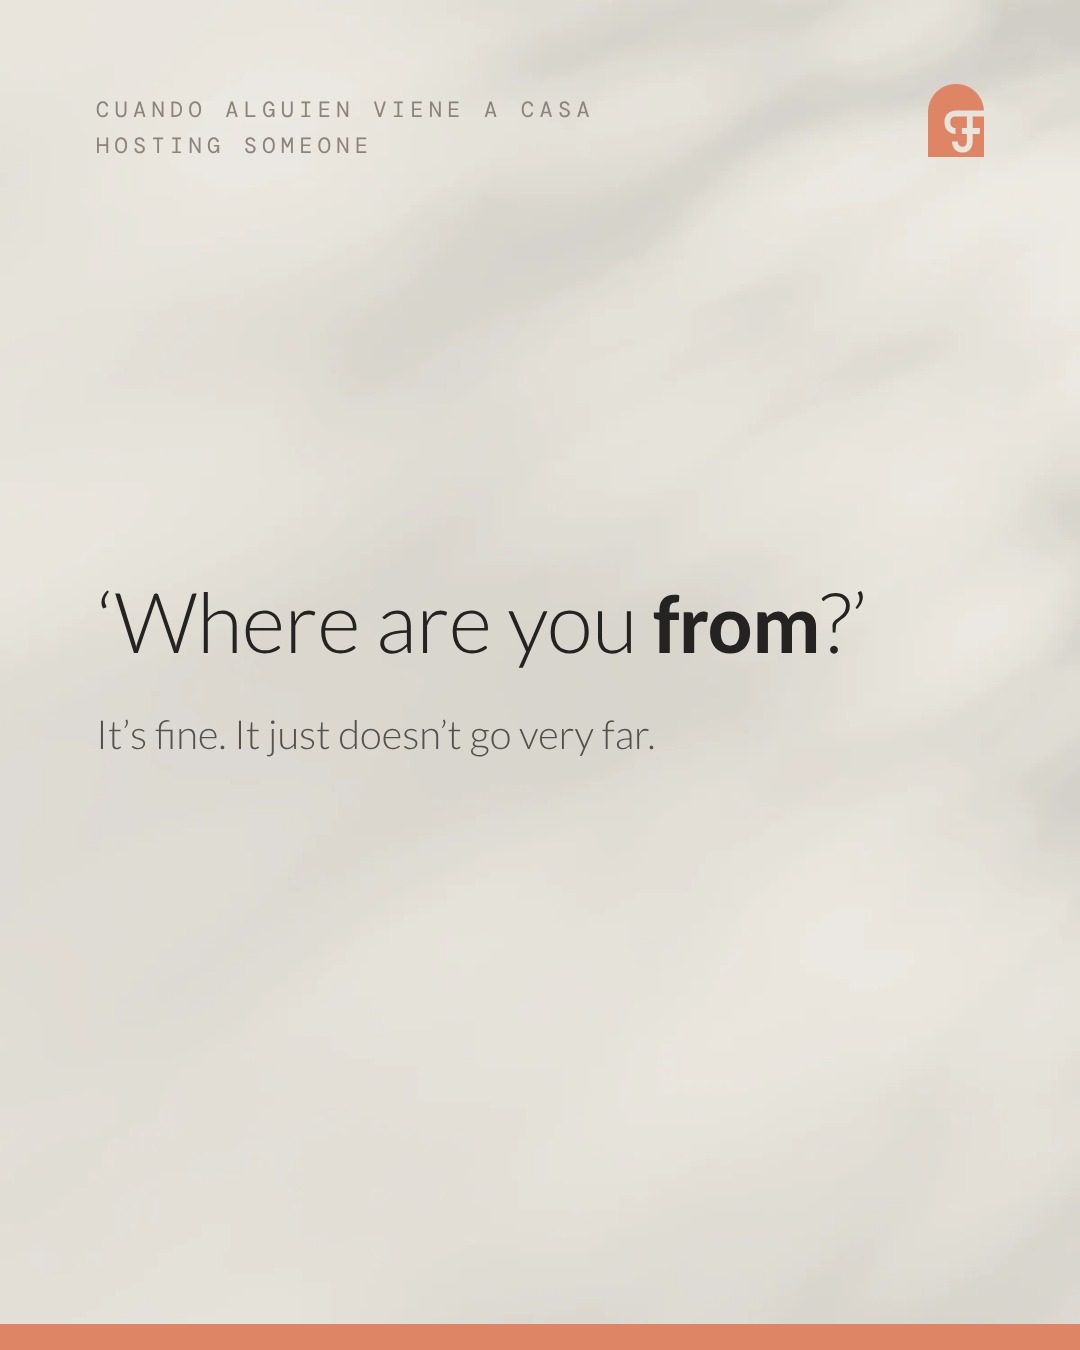 CUANDO ALGUIEN VIENE A CASA
HOSTING SOMEONE
‘Where are you from?’
It’s fine. It just doesn’t go very far.